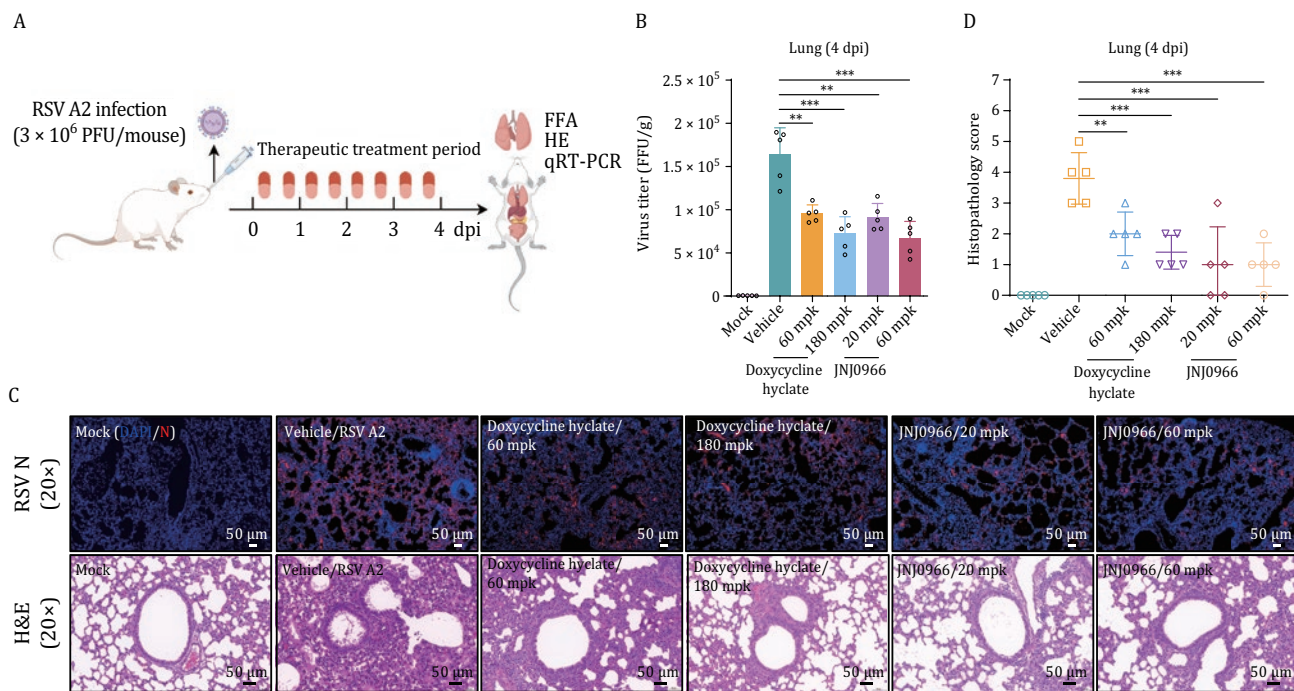 A
RSV A2 infection
(3 × 10⁶ PFU/mouse)
Therapeutic treatment period
0 1 2 3 4 dpi
FFA
HE
qRT-PCR
B
Lung (4 dpi)
Virus titer (FFU/g)
2.5 × 10⁵
2 × 10⁵
1.5 × 10⁵
1 × 10⁵
5 × 10⁴
0
***
**
***
**
Mock
Vehicle
60 mpk
180 mpk
20 mpk
60 mpk
Doxycycline
hyclate
JNJ0966
D
Lung (4 dpi)
Histopathology score
7
6
5
4
3
2
1
0
***
***
***
**
Mock
Vehicle
60 mpk
180 mpk
20 mpk
60 mpk
Doxycycline
hyclate
JNJ0966
C
RSV N
(20×)
Mock (DAPI/N)
50 μm
Vehicle/RSV A2
50 μm
Doxycycline hyclate/
60 mpk
50 μm
Doxycycline hyclate/
180 mpk
50 μm
JNJ0966/20 mpk
50 μm
JNJ0966/60 mpk
50 μm
H&E
(20×)
Mock
50 μm
Vehicle/RSV A2
50 μm
Doxycycline hyclate/
60 mpk
50 μm
Doxycycline hyclate/
180 mpk
50 μm
JNJ0966/20 mpk
50 μm
JNJ0966/60 mpk
50 μm